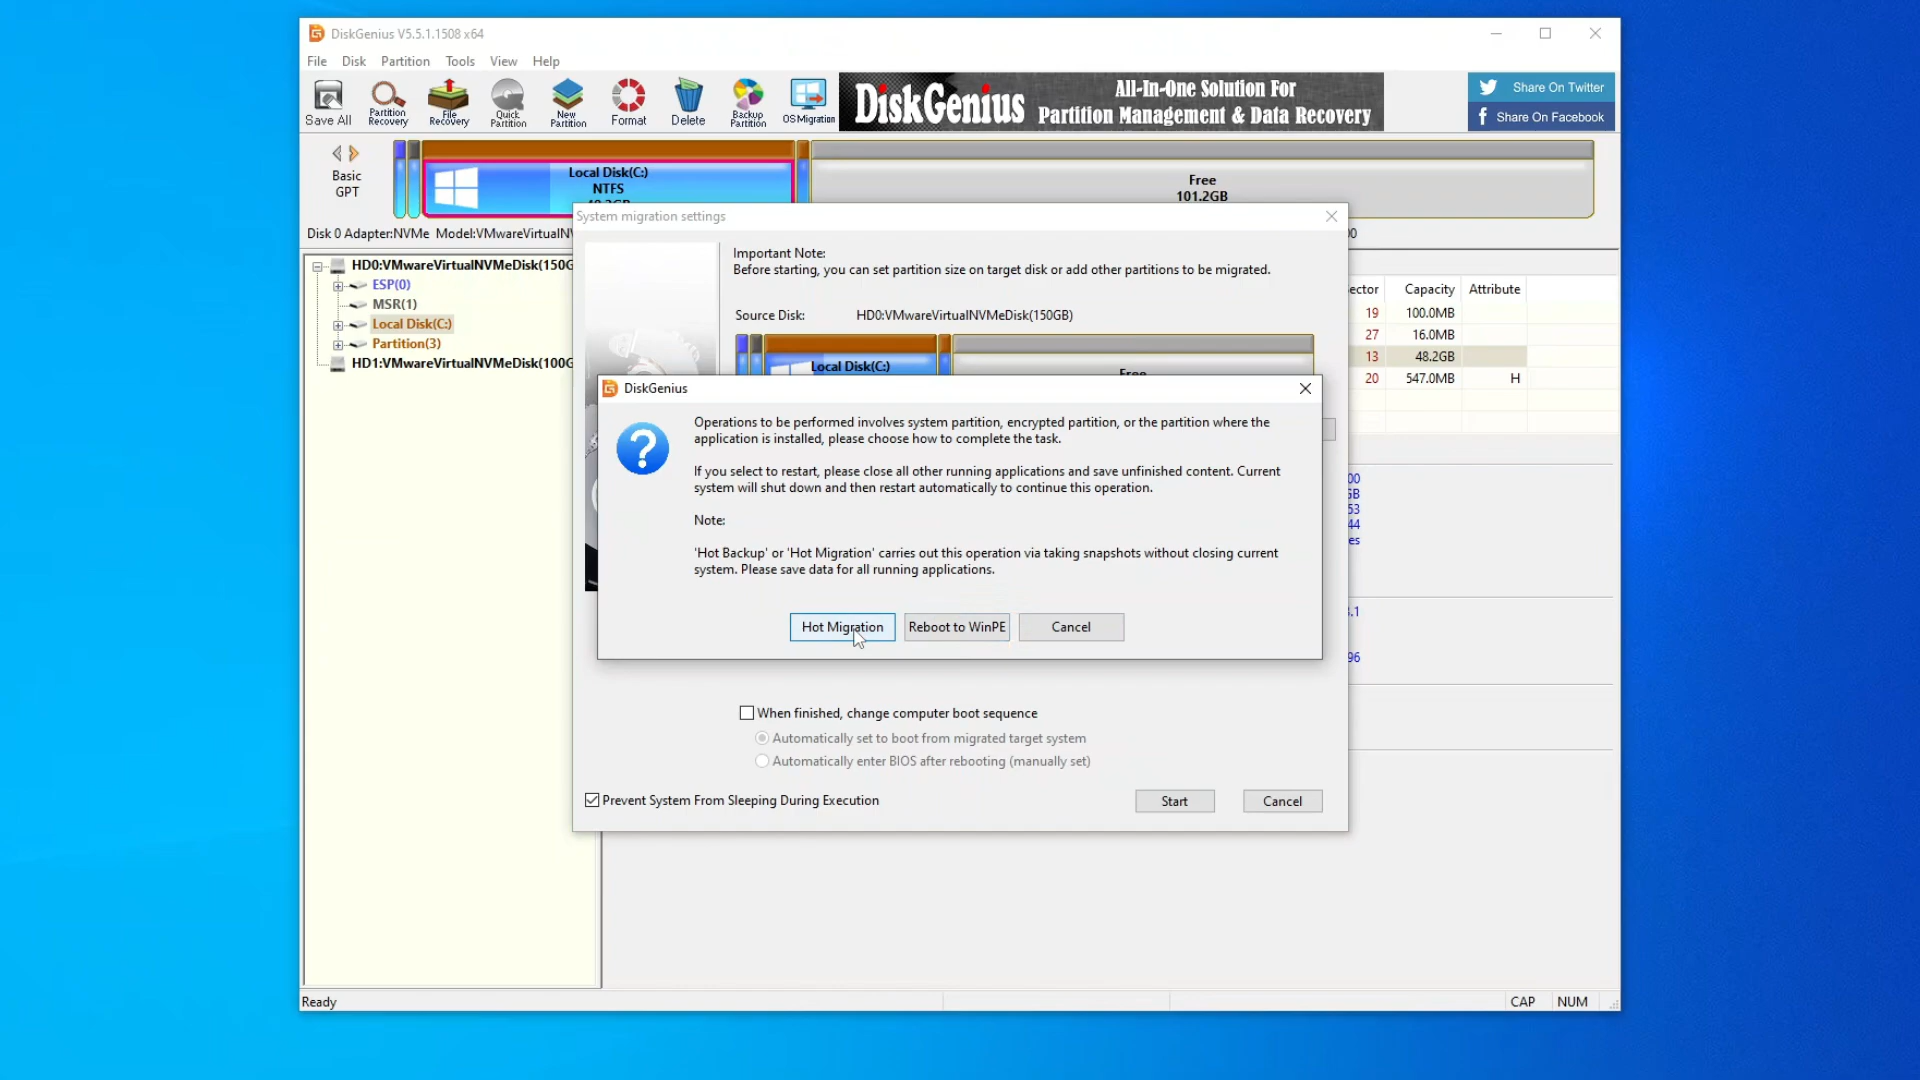 DiskGenius V5.5.1.1508 x64
File Disk Partition Tools View Help
Save All
Partition
Recovery
File
Recovery
Quick
Partition
New
Partition
Format
Delete
Backup
Partition
OS Migration
DiskGenius
All-In-One Solution For
Partition Management & Data Recovery
Share On Twitter
Share On Facebook
Basic
GPT
Local Disk(C:)
NTFS
Free
101.2GB
Disk 0 Adapter:NVMe Model:VMwareVirtualN
HD0:VMwareVirtualNVMeDisk(150G
ESP(0)
MSR(1)
Local Disk(C:)
Partition(3)
HD1:VMwareVirtualNVMeDisk(100G
System migration settings
Important Note:
Before starting, you can set partition size on target disk or add other partitions to be migrated.
Source Disk: HD0:VMwareVirtualNVMeDisk(150GB)
Local Disk(C:)
Free
ector Capacity Attribute
19 100.0MB
27 16.0MB
13 48.2GB
20 547.0MB H
DiskGenius
Operations to be performed involves system partition, encrypted partition, or the partition where the
application is installed, please choose how to complete the task.
If you select to restart, please close all other running applications and save unfinished content. Current
system will shut down and then restart automatically to continue this operation.
Note:
'Hot Backup' or 'Hot Migration' carries out this operation via taking snapshots without closing current
system. Please save data for all running applications.
Hot Migration Reboot to WinPE Cancel
When finished, change computer boot sequence
Automatically set to boot from migrated target system
Automatically enter BIOS after rebooting (manually set)
Prevent System From Sleeping During Execution
Start Cancel
Ready
CAP NUM